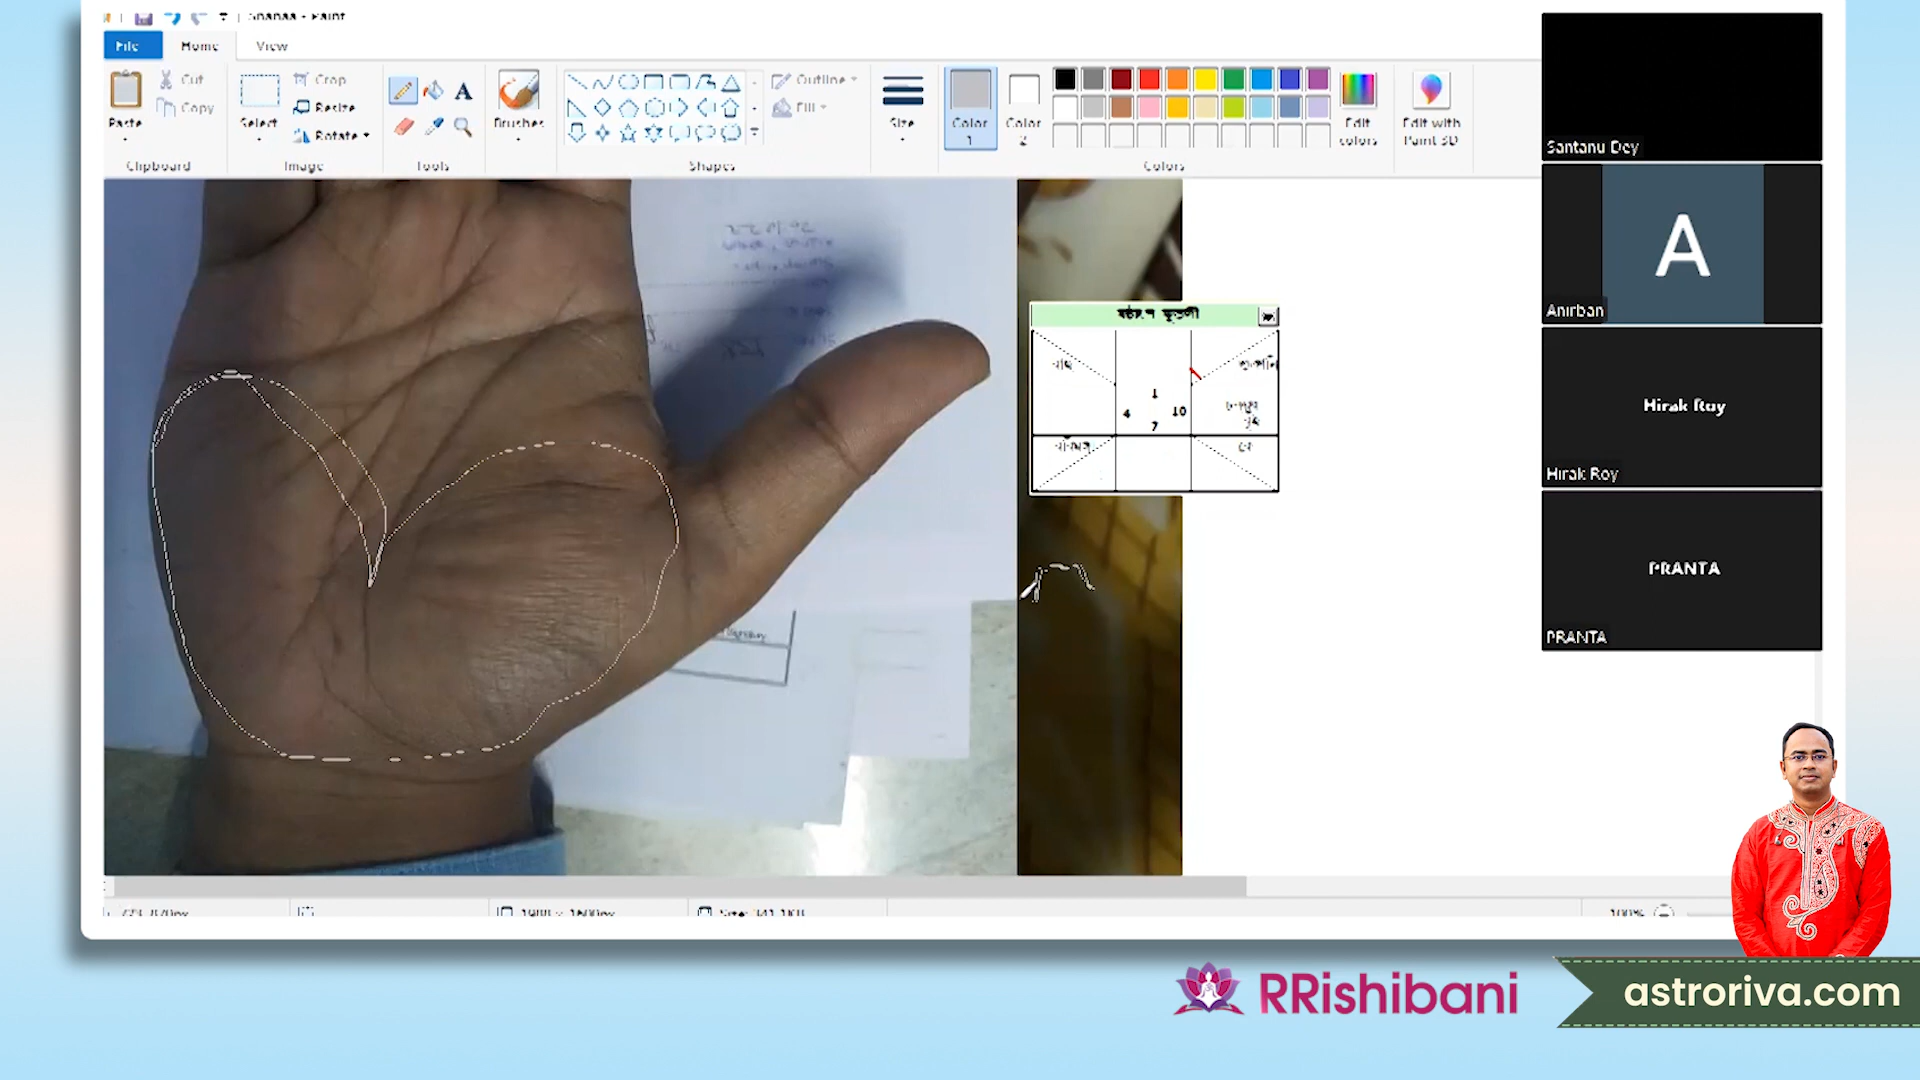 File
Home
View
Paste
Cut
Copy
Clipboard
Select
Crop
Resize
Rotate
Image
Tools
Brushes
Shapes
Outline
Fill
Size
Color
1
Color
2
Edit
colors
Edit with
Paint 3D
Colors
1
4
10
7
Santanu Dey
A
Anirban
Hirak Roy
Hirak Roy
PRANTA
PRANTA
100%
RRishibani
astroriva.com